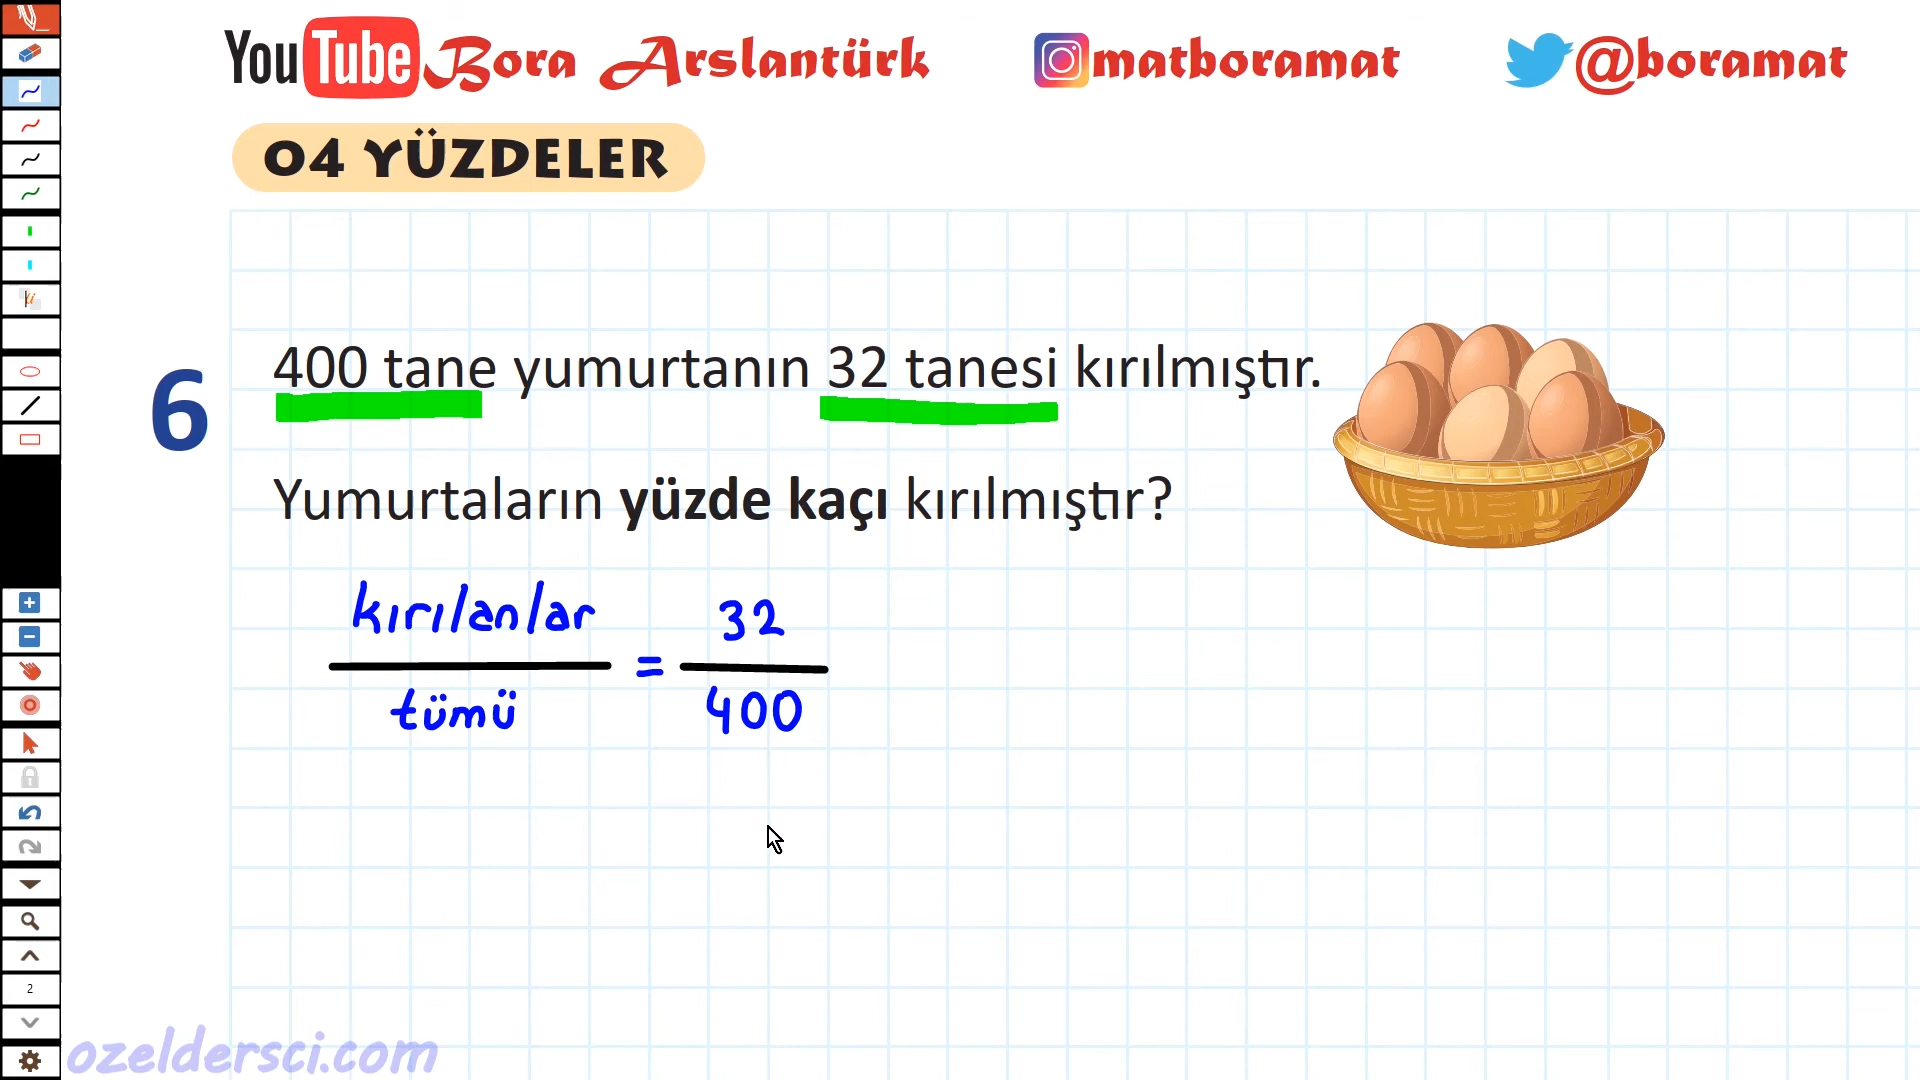 YouTube Bora Arslantürk matboramat @boramat
04 YÜZDELER
6
400 tane yumurtanın 32 tanesi kırılmıştır.
Yumurtaların yüzde kaçı kırılmıştır?
kırılanlar = 32
tümü 400
2
ozeldersci.com